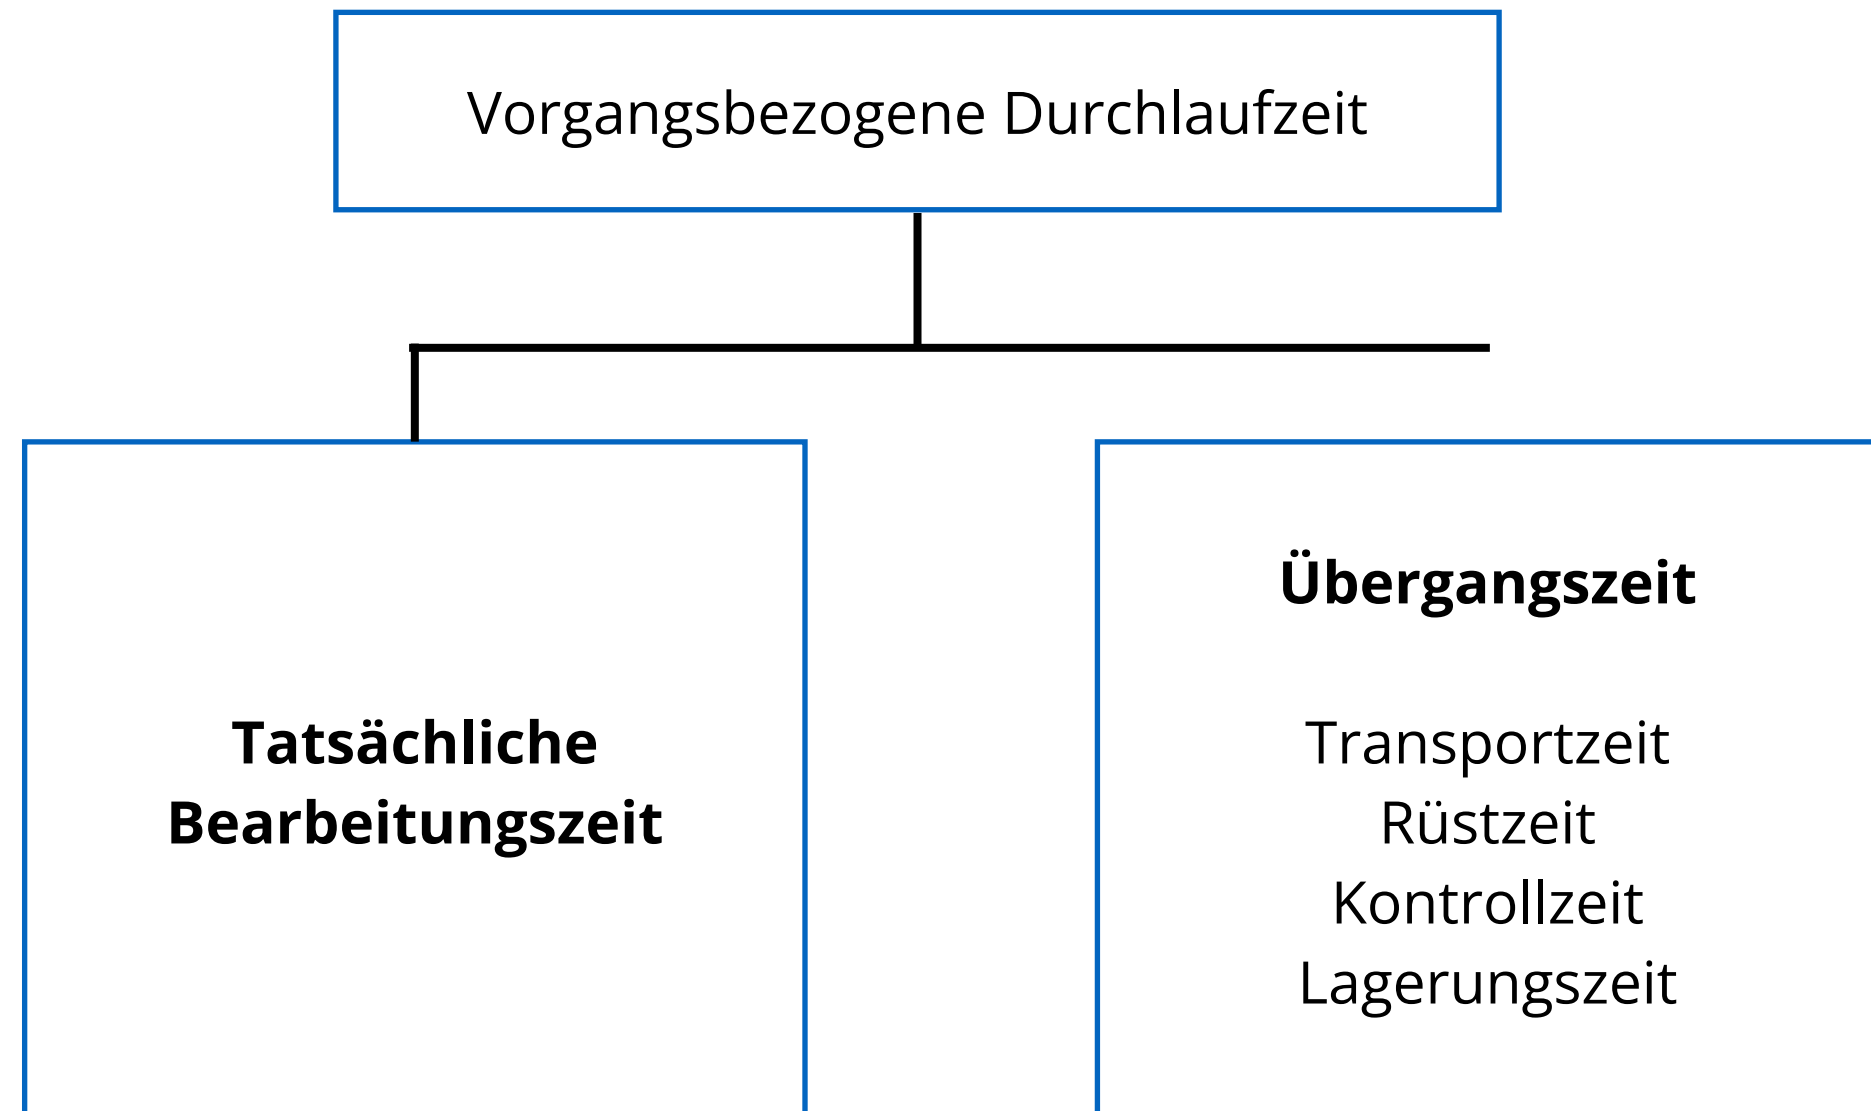 Vorgangsbezogene Durchlaufzeit
Tatsächliche
Bearbeitungszeit
Übergangszeit
Transportzeit
Rüstzeit
Kontrollzeit
Lagerungszeit